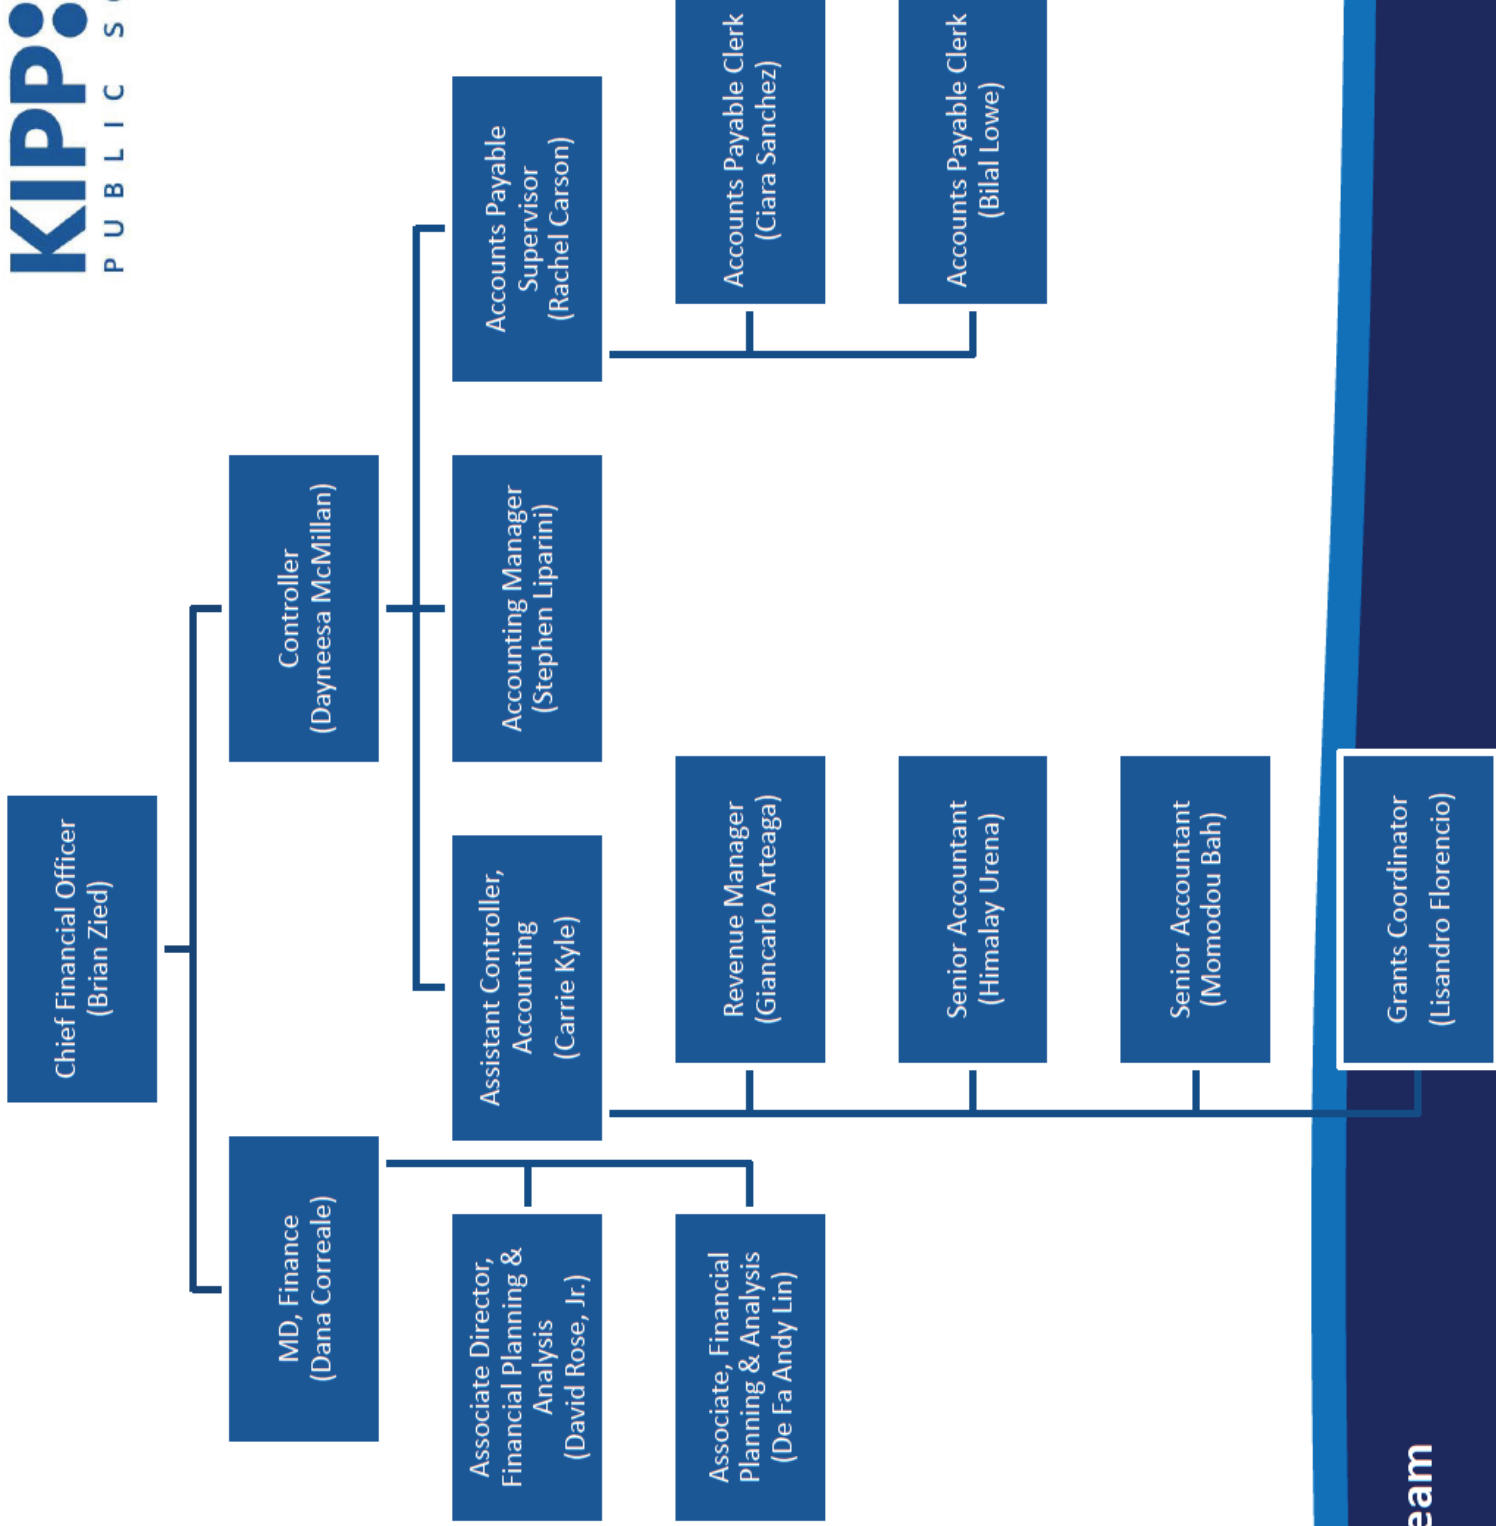 KIPP:
PUBLIC S
Chief Financial Officer
(Brian Zied)
MD, Finance
(Dana Correale)
Controller
(Dayneesa McMillan)
Associate Director,
Financial Planning &
Analysis
(David Rose, Jr.)
Assistant Controller,
Accounting
(Carrie Kyle)
Accounting Manager
(Stephen Liparini)
Accounts Payable
Supervisor
(Rachel Carson)
Associate, Financial
Planning & Analysis
(De Fa Andy Lin)
Revenue Manager
(Giancarlo Arteaga)
Accounts Payable Clerk
(Ciara Sanchez)
Senior Accountant
(Himalay Urena)
Accounts Payable Clerk
(Bilal Lowe)
Senior Accountant
(Momodou Bah)
Grants Coordinator
(Lisandro Florencio)
eam